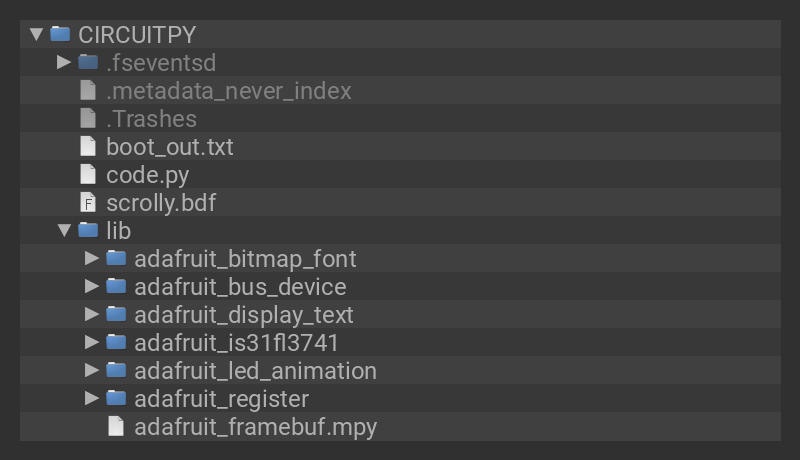 CIRCUITPY
.fseventsd
.metadata_never_index
.Trashes
boot_out.txt
code.py
F scrolly.bdf
lib
adafruit_bitmap_font
adafruit_bus_device
adafruit_display_text
adafruit_is31fl3741
adafruit_led_animation
adafruit_register
adafruit_framebuf.mpy